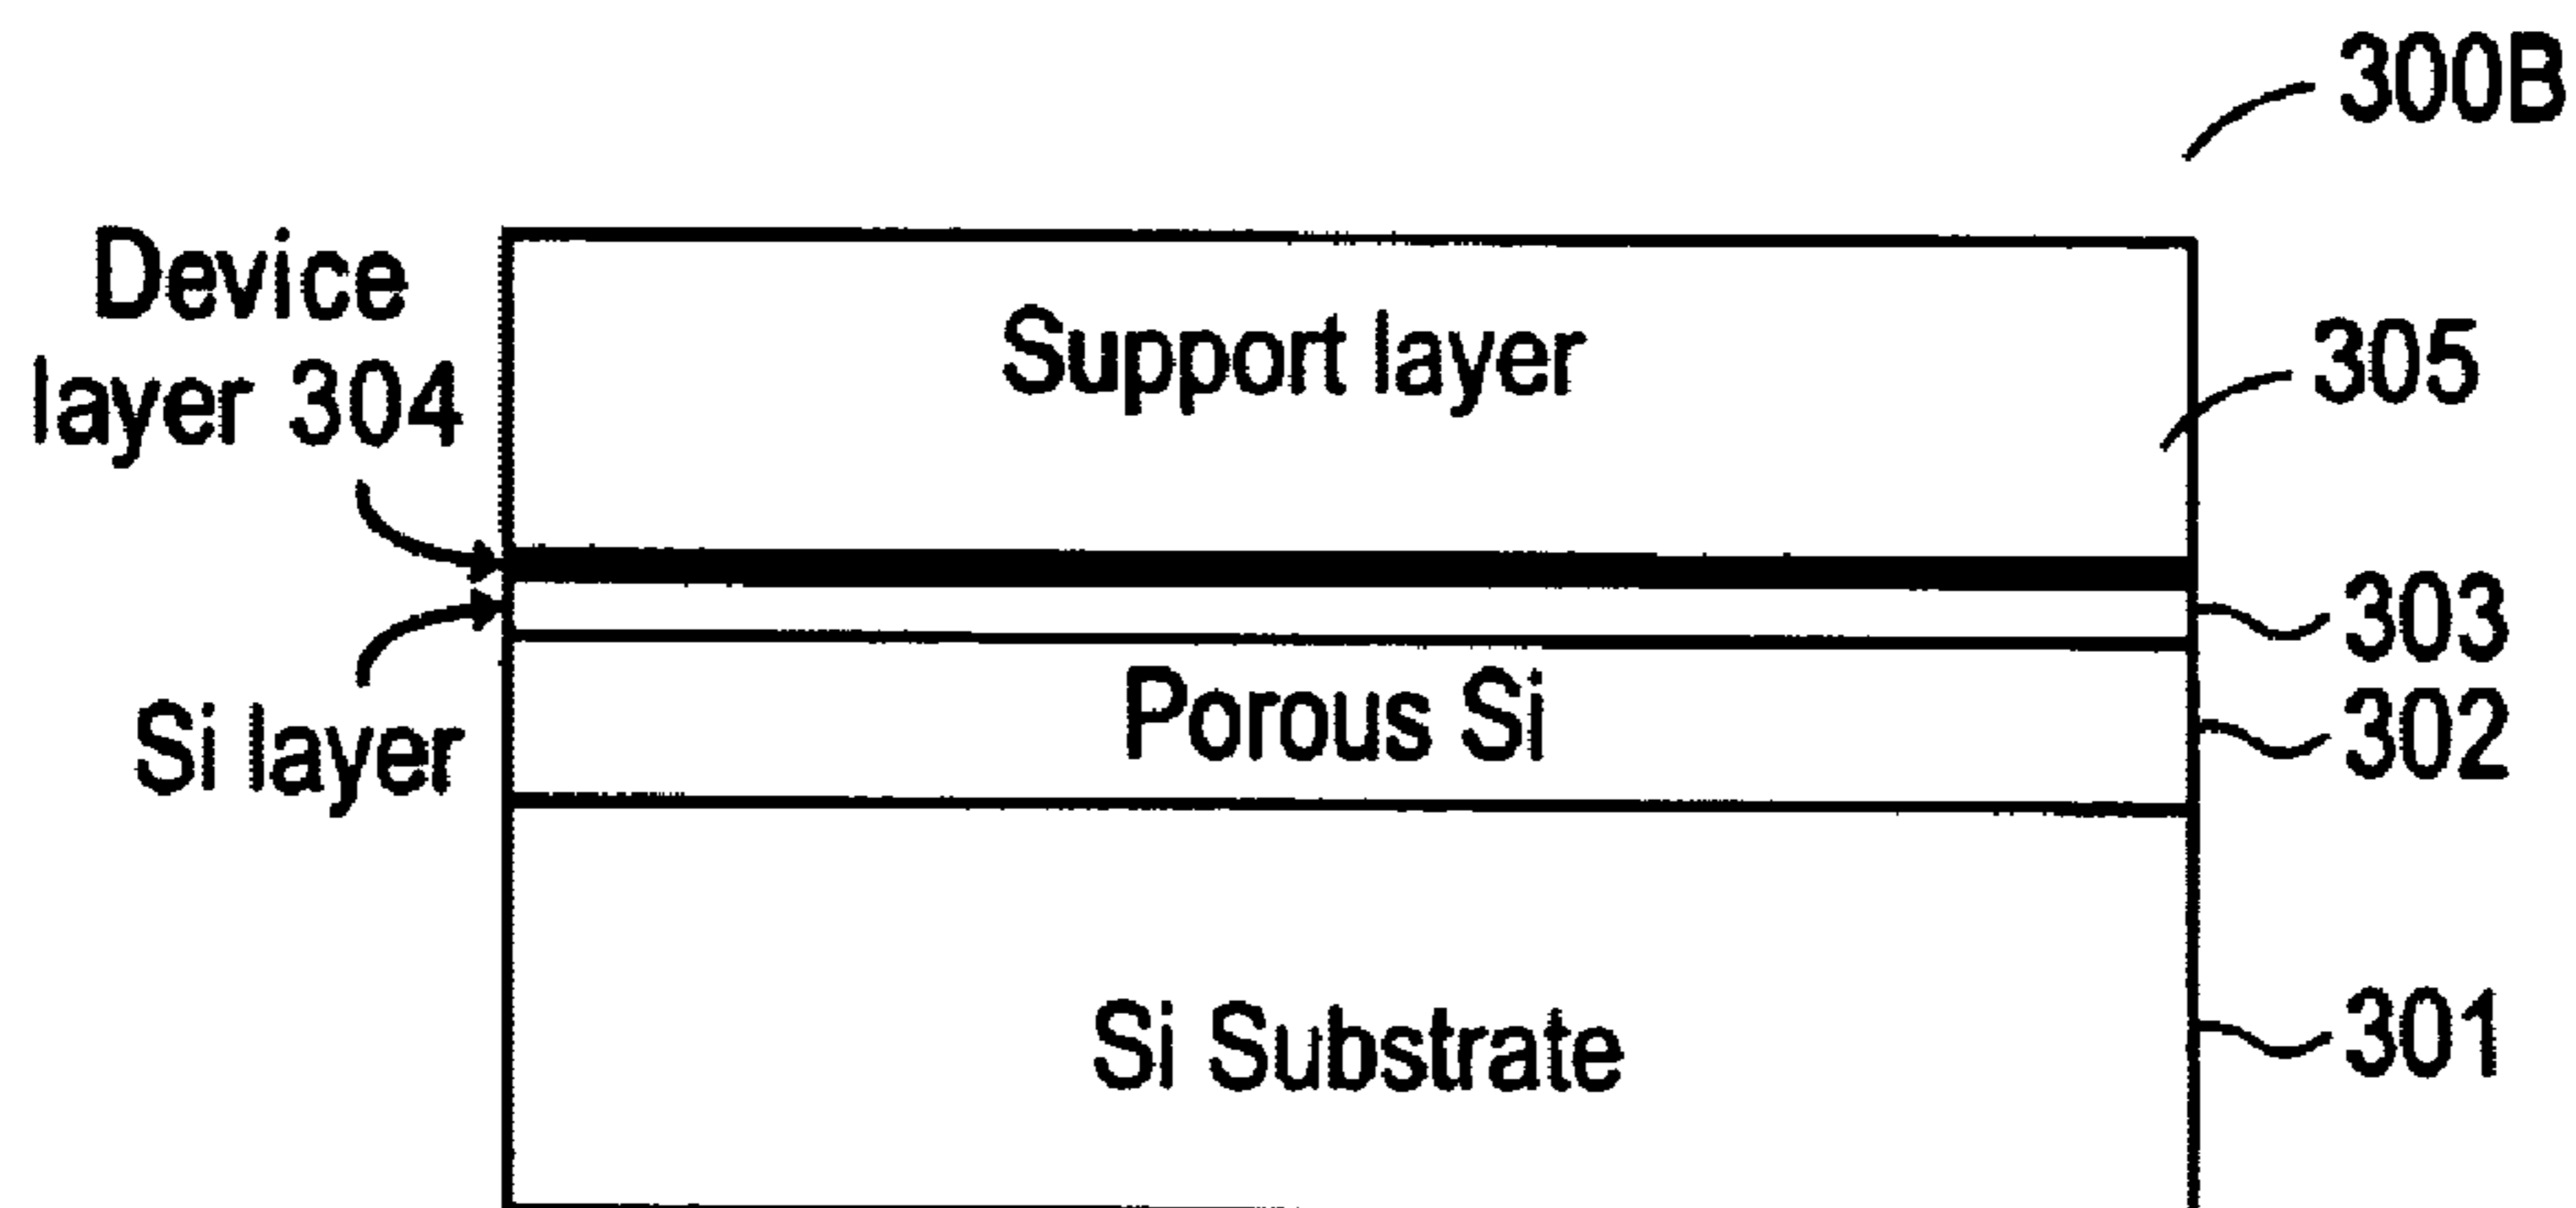 300B
Device
layer 304
Support layer
305
303
Si layer
Porous Si
302
Si Substrate
301